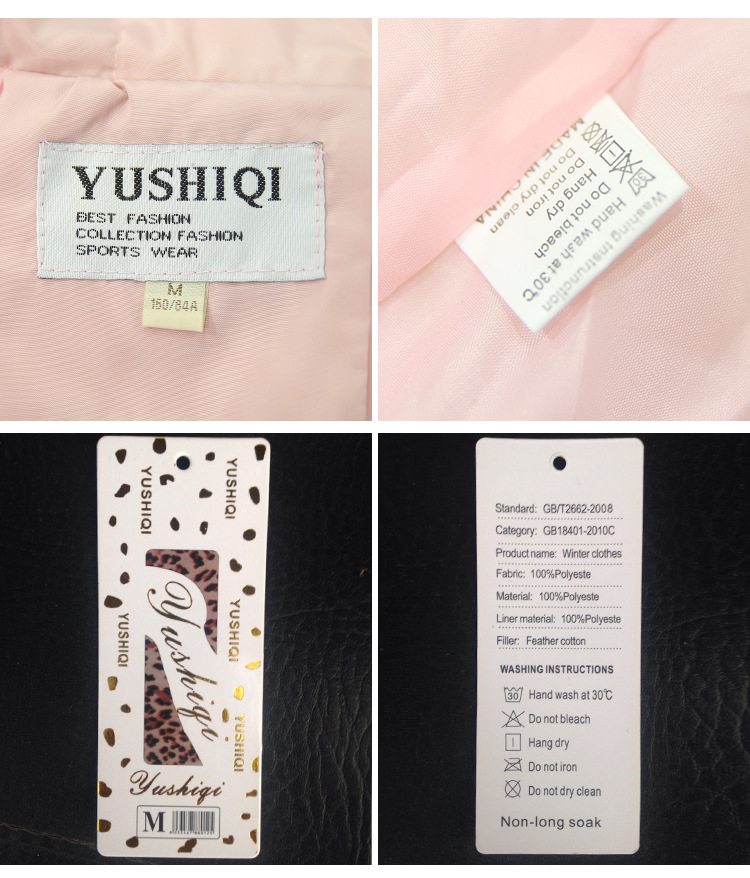 YUSHIQI
BEST FASHION
COLLECTION FASHION
SPORTS WEAR
M
150/84A
Washing Instrunction
Hand wash at 30℃
Do not bleach
Hang dry
Do not iron
Do not dry clean
MADE IN CHINA
YUSHIQI
YUSHIQI
Yushiqi
YUSHIQI
YUSHIQI
YUSHIQI
Yushiqi
M
Standard: GB/T2662-2008
Category: GB18401-2010C
Product name: Winter clothes
Fabric: 100%Polyeste
Material: 100%Polyeste
Liner material: 100%Polyeste
Filler: Feather cotton
WASHING INSTRUCTIONS
30 Hand wash at 30℃
Do not bleach
Hang dry
Do not iron
Do not dry clean
Non-long soak